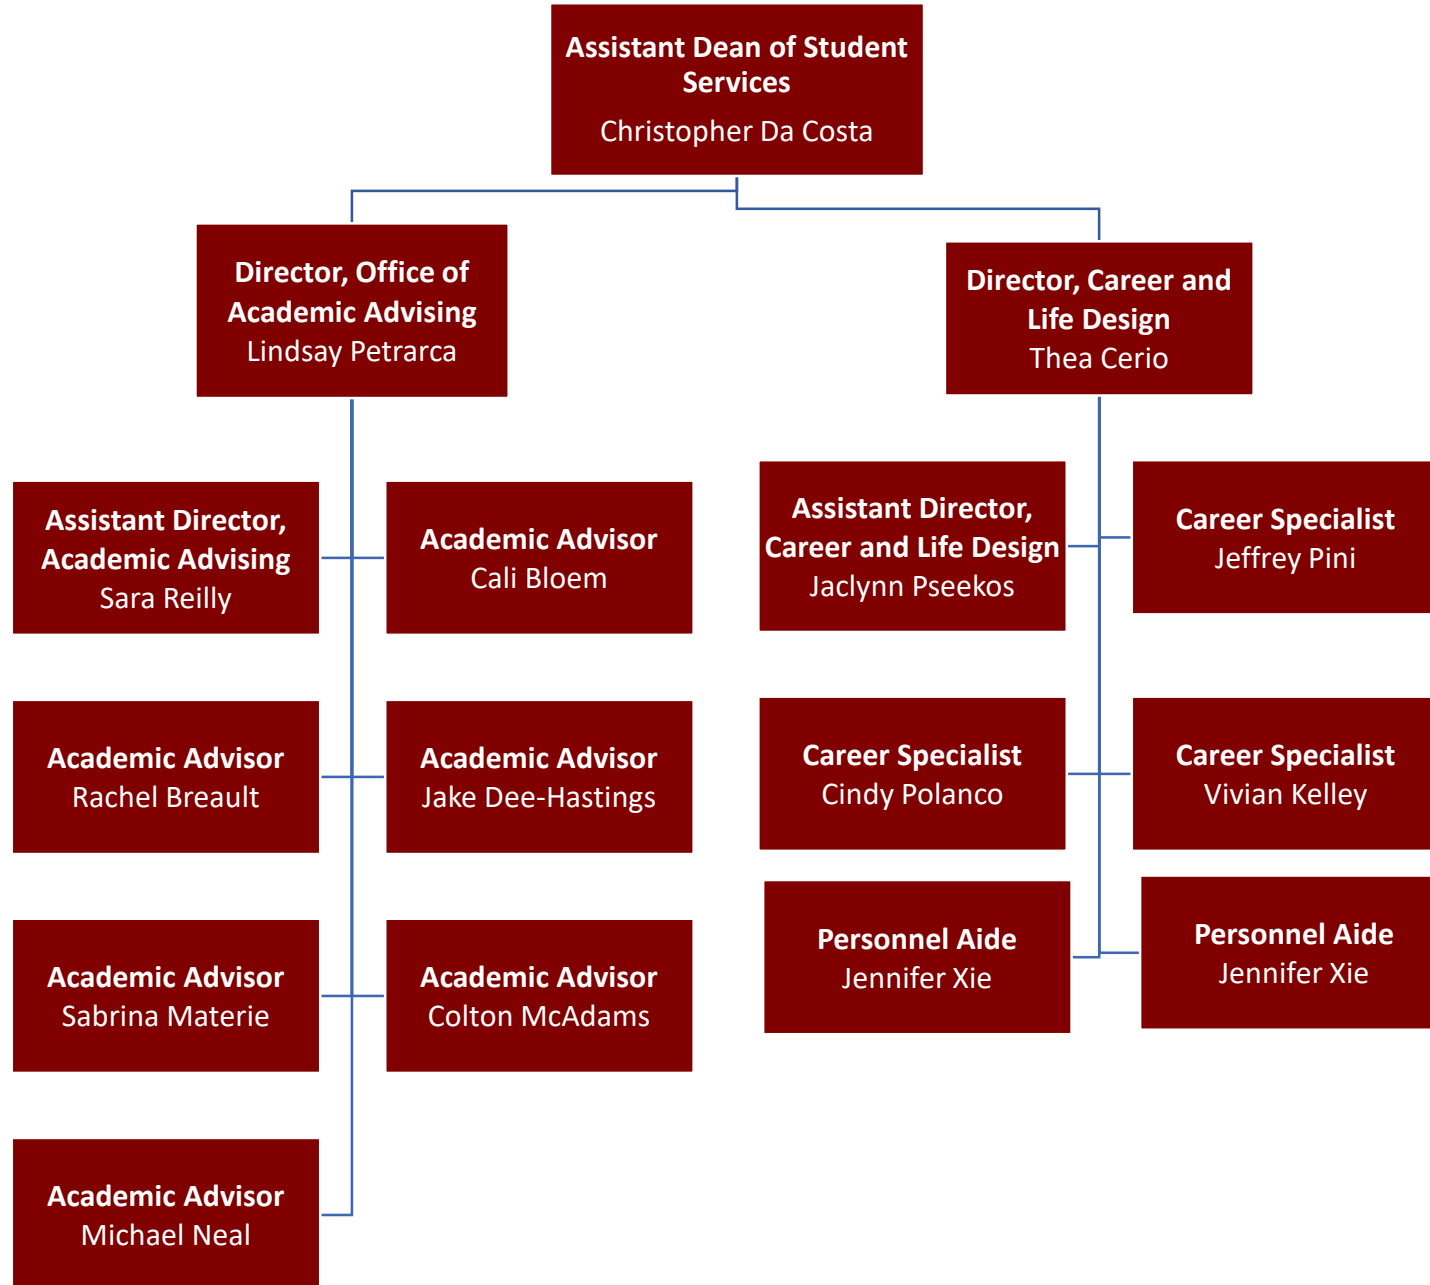 Assistant Dean of Student
Services
Christopher Da Costa
Director, Office of
Academic Advising
Lindsay Petrarca
Director, Career and
Life Design
Thea Cerio
Assistant Director,
Academic Advising
Sara Reilly
Academic Advisor
Cali Bloem
Academic Advisor
Rachel Breault
Academic Advisor
Jake Dee-Hastings
Academic Advisor
Sabrina Materie
Academic Advisor
Colton McAdams
Academic Advisor
Michael Neal
Assistant Director,
Career and Life Design
Jaclynn Pseekos
Career Specialist
Jeffrey Pini
Career Specialist
Cindy Polanco
Career Specialist
Vivian Kelley
Personnel Aide
Jennifer Xie
Personnel Aide
Jennifer Xie